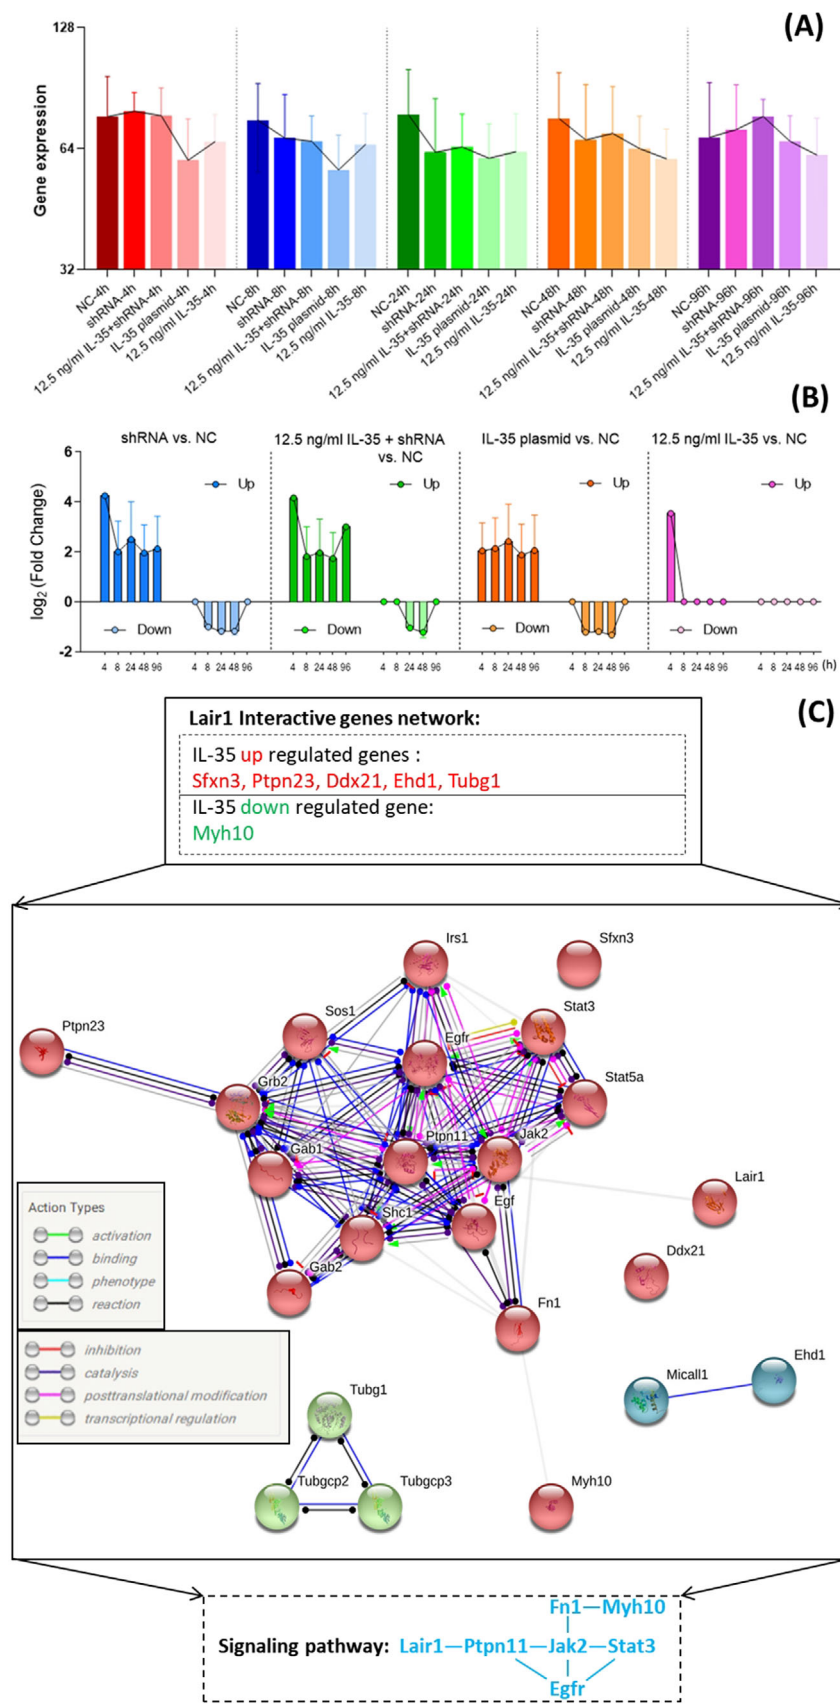 (A)
128
64
32
Gene expression
NC-4h
shRNA-4h
12.5 ng/ml IL-35+shRNA-4h
IL-35 plasmid-4h
12.5 ng/ml IL-35-4h
NC-8h
shRNA-8h
12.5 ng/ml IL-35+shRNA-8h
IL-35 plasmid-8h
12.5 ng/ml IL-35-8h
NC-24h
shRNA-24h
12.5 ng/ml IL-35+shRNA-24h
IL-35 plasmid-24h
12.5 ng/ml IL-35-24h
NC-48h
shRNA-48h
12.5 ng/ml IL-35+shRNA-48h
IL-35 plasmid-48h
12.5 ng/ml IL-35-48h
NC-96h
shRNA-96h
12.5 ng/ml IL-35+shRNA-96h
IL-35 plasmid-96h
12.5 ng/ml IL-35-96h
(B)
shRNA vs. NC
12.5 ng/ml IL-35 + shRNA
vs. NC
IL-35 plasmid vs. NC
12.5 ng/ml IL-35 vs. NC
log2 (Fold Change)
6
4
2
0
-2
Up
Up
Up
Up
Down
Down
Down
Down
4 8 24 48 96 4 8 24 48 96 4 8 24 48 96 4 8 24 48 96 4 8 24 48 96 4 8 24 48 96 4 8 24 48 96 4 8 24 48 96 (h)
(C)
Lair1 Interactive genes network:
IL-35 up regulated genes :
Sfxn3, Ptpn23, Ddx21, Ehd1, Tubg1
IL-35 down regulated gene:
Myh10
Irs1
Sfxn3
Sos1
Stat3
Ptpn23
Egfr
Grb2
Stat5a
Gab1
Ptpn11
Jak2
Lair1
Shc1
Egf
Ddx21
Gab2
Fn1
Action Types
activation
binding
phenotype
reaction
inhibition
catalysis
posttranslational modification
transcriptional regulation
Micall1
Ehd1
Tubg1
Tubgcp2
Tubgcp3
Myh10
Fn1—Myh10
Signaling pathway: Lair1—Ptpn11—Jak2—Stat3
Egfr